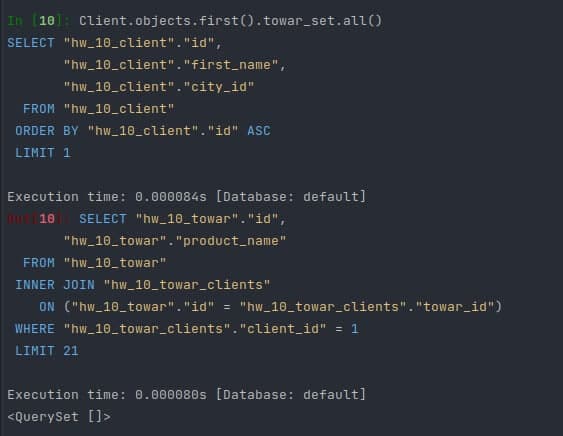 In [10]: Client.objects.first().towar_set.all()
SELECT "hw_10_client"."id",
       "hw_10_client"."first_name",
       "hw_10_client"."city_id"
  FROM "hw_10_client"
 ORDER BY "hw_10_client"."id" ASC
 LIMIT 1

Execution time: 0.000084s [Database: default]
Out[10]: SELECT "hw_10_towar"."id",
       "hw_10_towar"."product_name"
  FROM "hw_10_towar"
 INNER JOIN "hw_10_towar_clients"
    ON ("hw_10_towar"."id" = "hw_10_towar_clients"."towar_id")
 WHERE "hw_10_towar_clients"."client_id" = 1
 LIMIT 21

Execution time: 0.000080s [Database: default]
<QuerySet []>